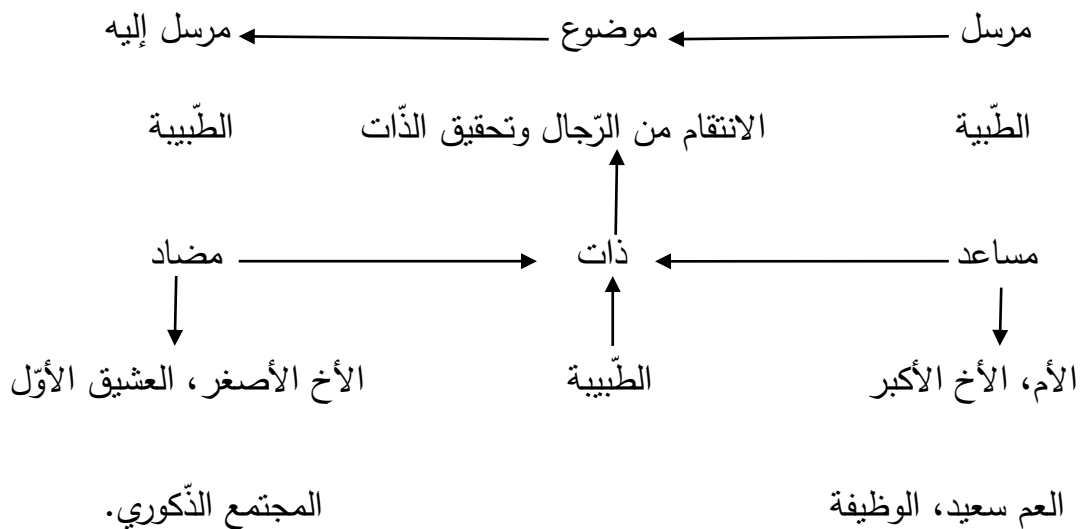 مرسل موضوع مرسل إليه
الطّبية الانتقام من الرّجال وتحقيق الذّات الطّبيبة
مساعد ذات مضاد
الأم، الأخ الأكبر الطّبيبة الأخ الأصغر، العشيق الأوّل
العم سعيد، الوظيفة المجتمع الذّكوري.